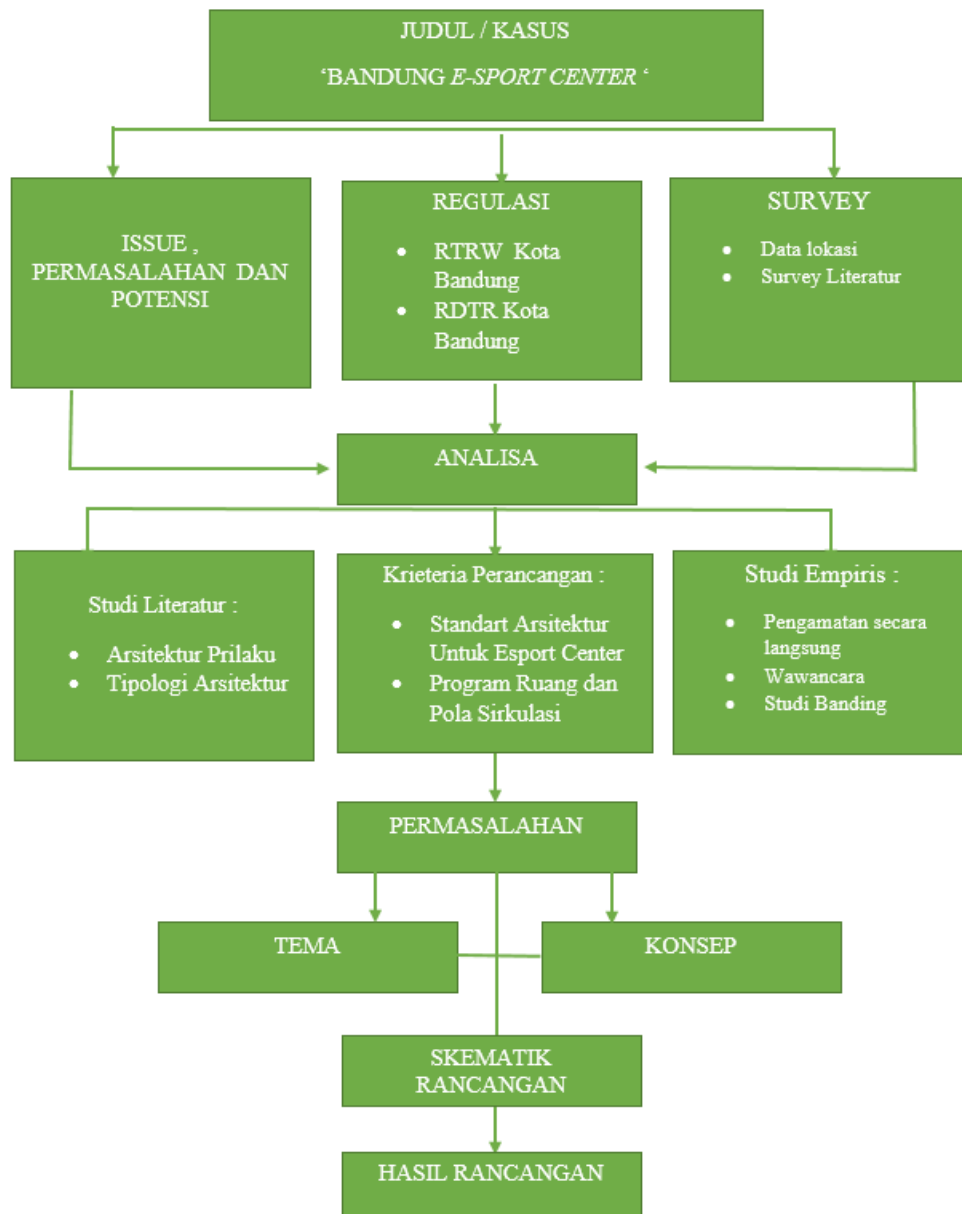 JUDUL / KASUS
‘BANDUNG E-SPORT CENTER ‘
ISSUE ,
PERMASALAHAN DAN
POTENSI
REGULASI
• RTRW Kota
Bandung
• RDTR Kota
Bandung
SURVEY
• Data lokasi
• Survey Literatur
ANALISA
Studi Literatur :
• Arsitektur Prilaku
• Tipologi Arsitektur
Krieteria Perancangan :
• Standart Arsitektur
Untuk Esport Center
• Program Ruang dan
Pola Sirkulasi
Studi Empiris :
• Pengamatan secara
langsung
• Wawancara
• Studi Banding
PERMASALAHAN
TEMA
KONSEP
SKEMATIK
RANCANGAN
HASIL RANCANGAN